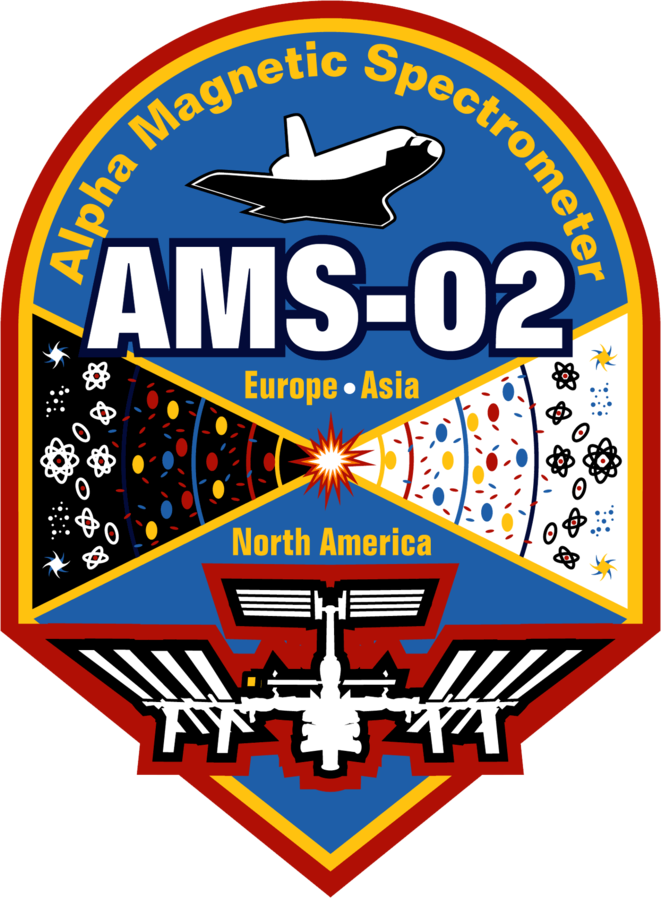 Alpha Magnetic Spectrometer
AMS-02
Europe • Asia
North America